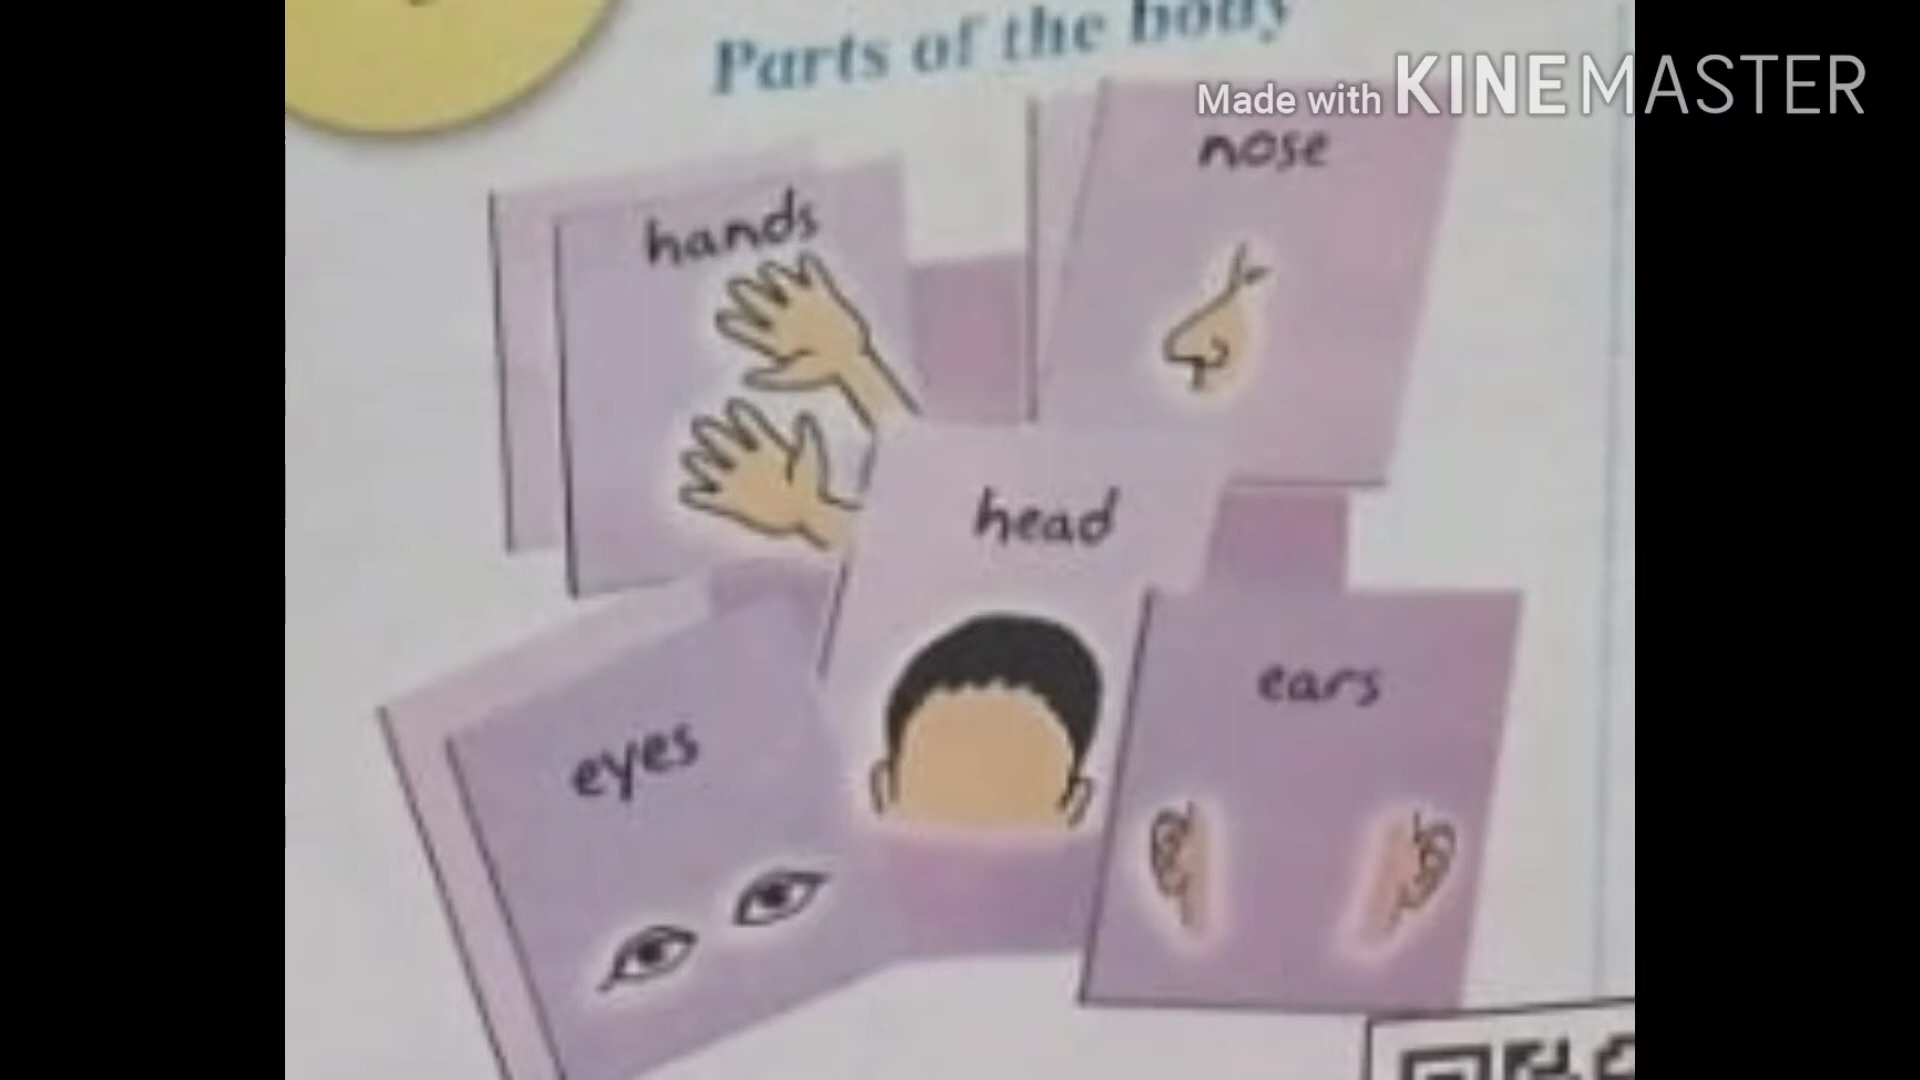 Parts of the body
Made with KINEMASTER
nose
hands
head
ears
eyes